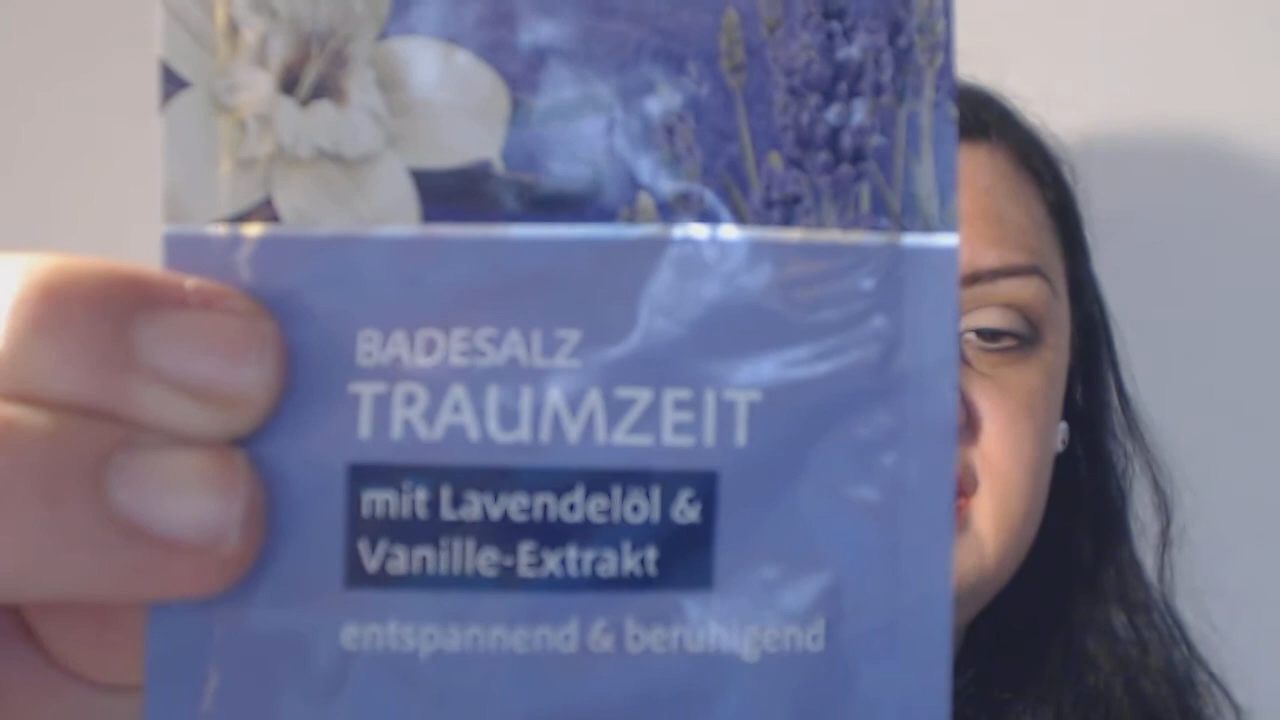 BADESALZ
TRAUMZEIT
mit Lavendelöl &
Vanille-Extrakt
entspannend & beruhigend